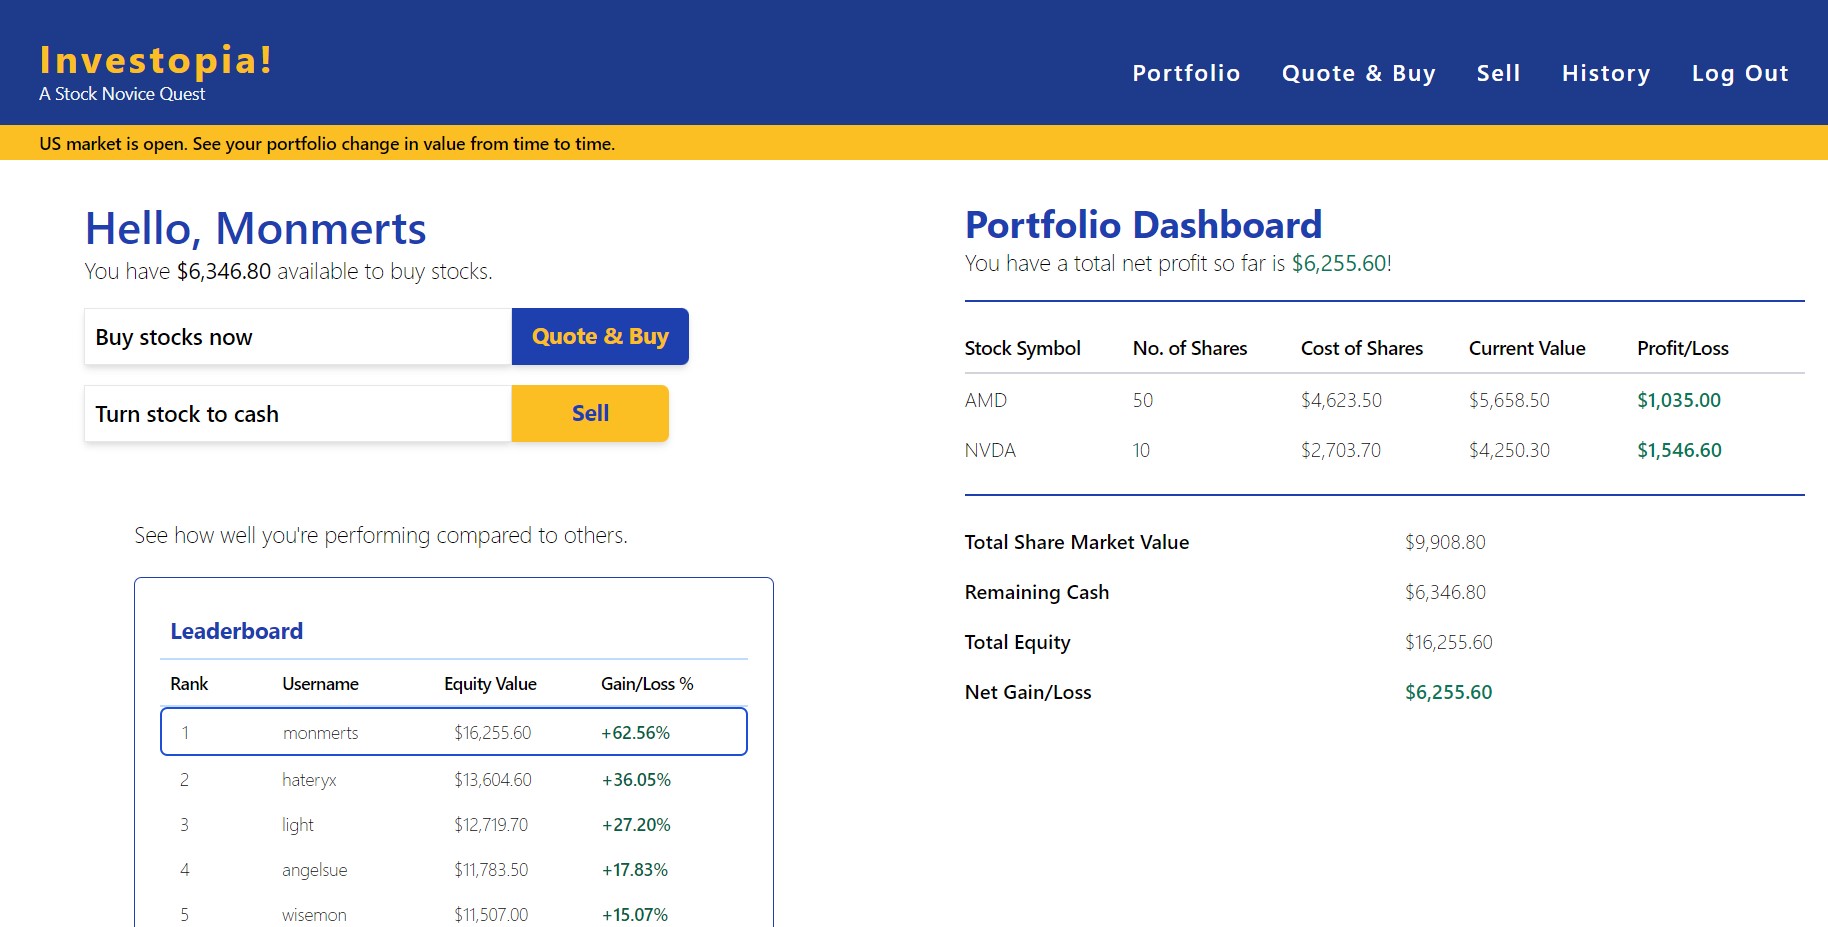 Investopia!
A Stock Novice Quest
Portfolio Quote & Buy Sell History Log Out
US market is open. See your portfolio change in value from time to time.
Hello, Monmerts
You have $6,346.80 available to buy stocks.
Buy stocks now Quote & Buy
Turn stock to cash Sell
See how well you're performing compared to others.
Leaderboard
Rank Username Equity Value Gain/Loss %
1 monmerts $16,255.60 +62.56%
2 hateryx $13,604.60 +36.05%
3 light $12,719.70 +27.20%
4 angelsue $11,783.50 +17.83%
5 wisemon $11,507.00 +15.07%
Portfolio Dashboard
You have a total net profit so far is $6,255.60!
Stock Symbol No. of Shares Cost of Shares Current Value Profit/Loss
AMD 50 $4,623.50 $5,658.50 $1,035.00
NVDA 10 $2,703.70 $4,250.30 $1,546.60
Total Share Market Value $9,908.80
Remaining Cash $6,346.80
Total Equity $16,255.60
Net Gain/Loss $6,255.60